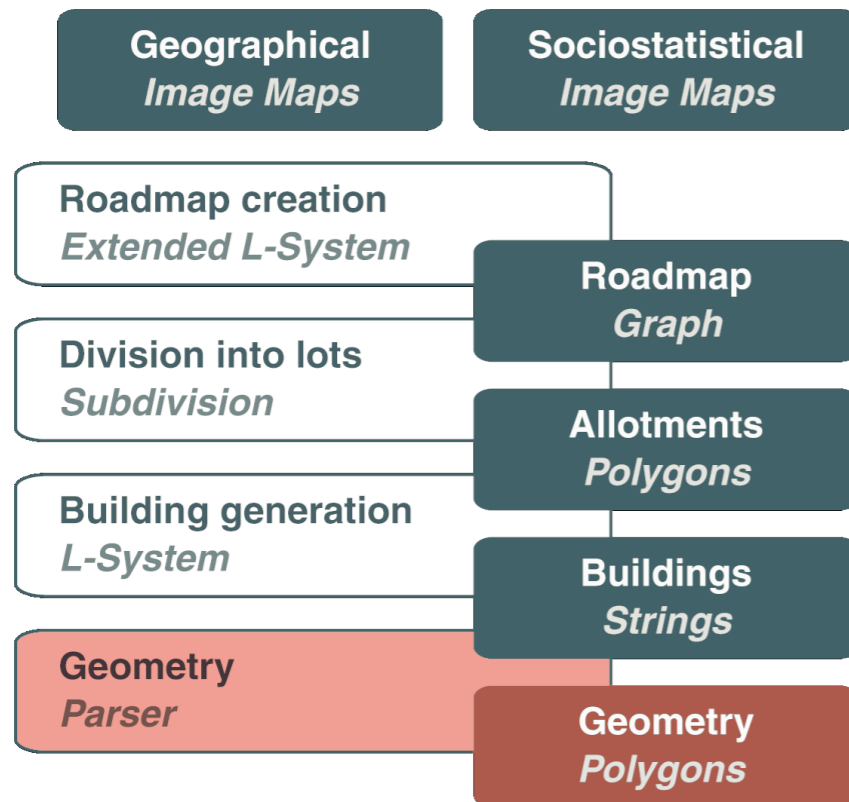 Geographical
Image Maps
Sociostatistical
Image Maps
Roadmap creation
Extended L-System
Roadmap
Graph
Division into lots
Subdivision
Allotments
Polygons
Building generation
L-System
Buildings
Strings
Geometry
Parser
Geometry
Polygons